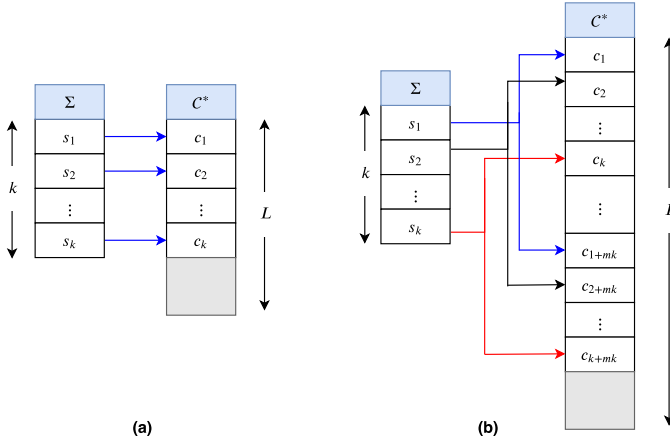 Σ
𝒞*
k
s₁
s₂
⋮
sₖ
c₁
c₂
⋮
cₖ
L
(a)
Σ
k
s₁
s₂
⋮
sₖ
𝒞*
c₁
c₂
⋮
cₖ
⋮
c₁₊ₘₖ
c₂₊ₘₖ
⋮
cₖ₊ₘₖ
(b)